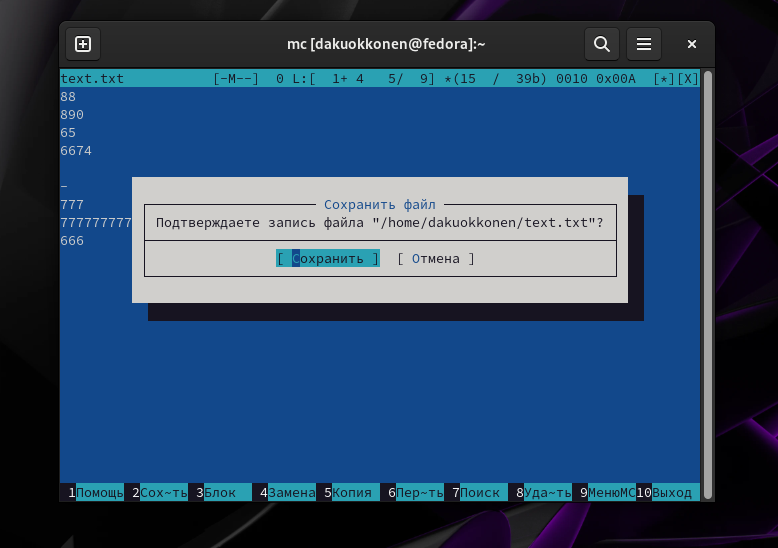 mc [dakuokkonen@fedora]:~
text.txt [-M--] 0 L:[ 1+ 4 5/ 9] *(15 / 39b) 0010 0x00A [*][X]
88
890
65
6674
-
777
777777777
666
Сохранить файл
Подтверждаете запись файла "/home/dakuokkonen/text.txt"?
[ Сохранить ] [ Отмена ]
1Помощь 2Сох~ть 3Блок 4Замена 5Копия 6Пер~ть 7Поиск 8Уда~ть 9МенюMC 10Выход